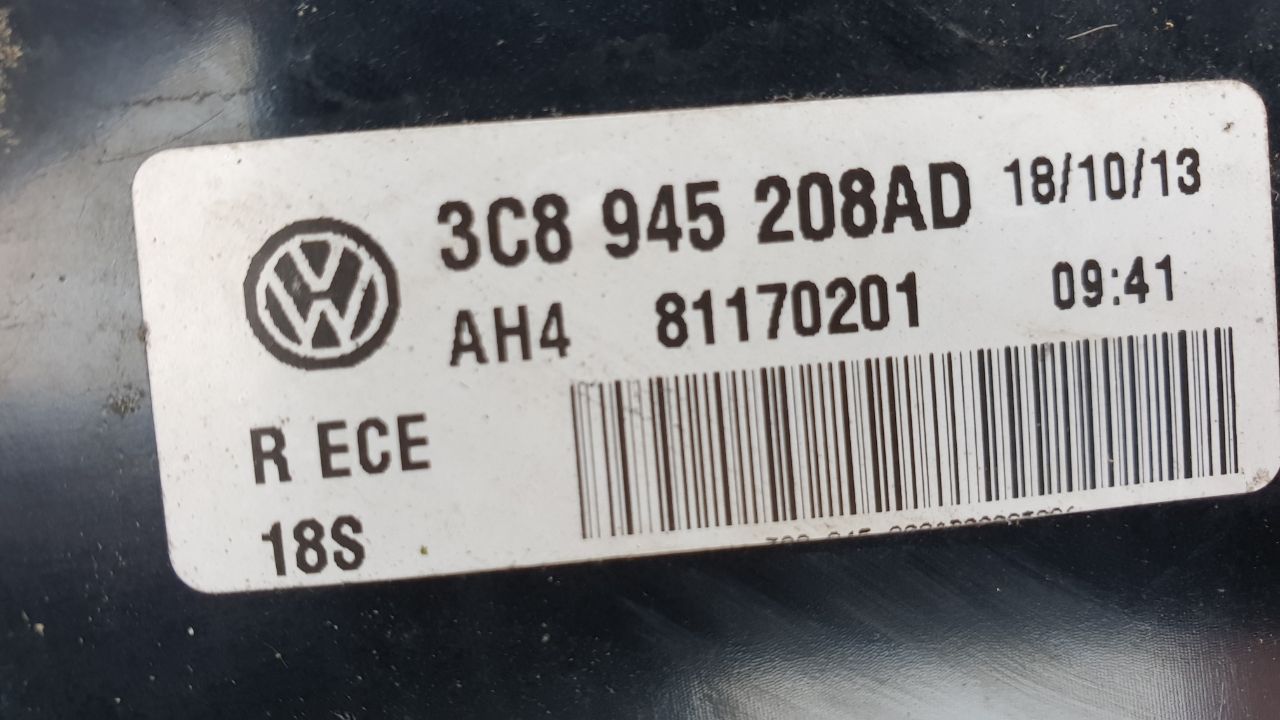 3C8 945 208AD 18/10/13
AH4 81170201 09:41
R ECE
18S